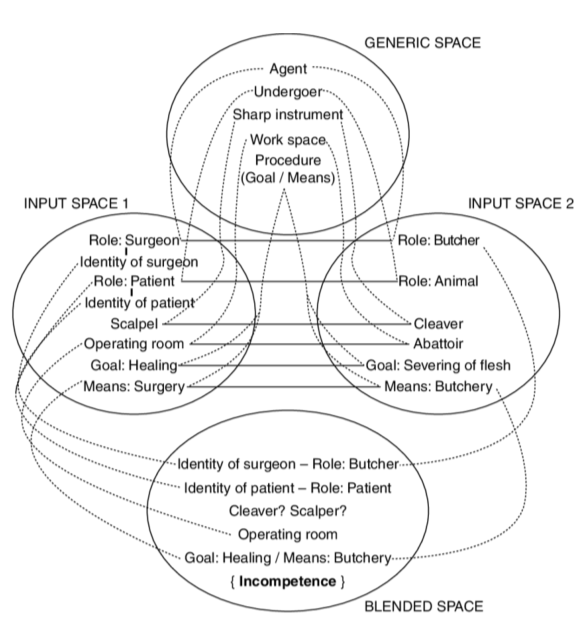 GENERIC SPACE
Agent
Undergoer
Sharp instrument
Work space
Procedure
(Goal / Means)
INPUT SPACE 1
INPUT SPACE 2
Role: Surgeon
Role: Butcher
Identity of surgeon
Role: Patient
Role: Animal
Identity of patient
Scalpel
Cleaver
Operating room
Abattoir
Goal: Healing
Goal: Severing of flesh
Means: Surgery
Means: Butchery
Identity of surgeon – Role: Butcher
Identity of patient – Role: Patient
Cleaver? Scalper?
Operating room
Goal: Healing / Means: Butchery
{ Incompetence }
BLENDED SPACE